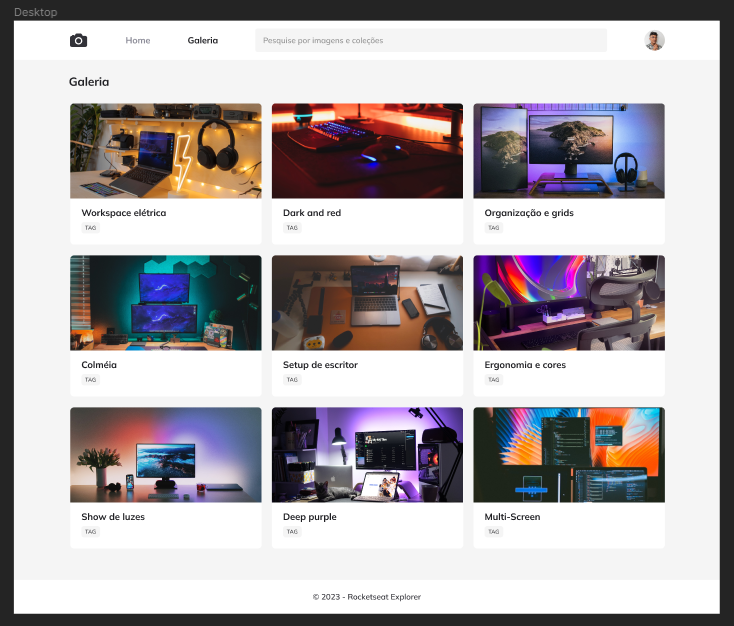 Desktop
Home
Galeria
Pesquise por imagens e coleções
Galeria
Workspace elétrica
TAG
Dark and red
TAG
Organização e grids
TAG
Colméia
TAG
Setup de escritor
TAG
Ergonomia e cores
TAG
Show de luzes
TAG
Deep purple
TAG
Multi-Screen
TAG
© 2023 - Rocketseat Explorer